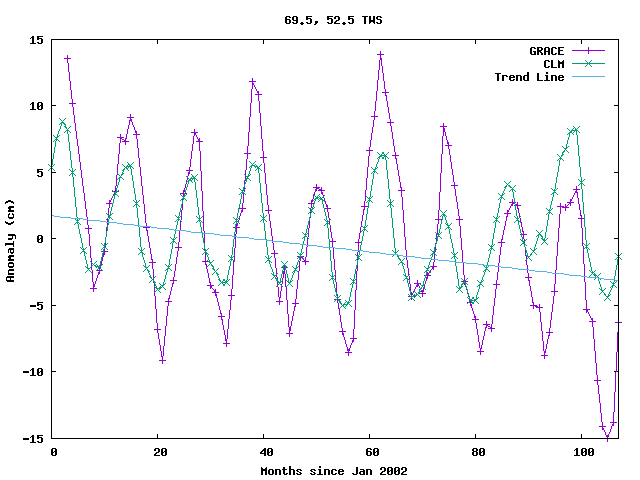 69.5, 52.5 TWS
GRACE
CLM
Trend Line
15
10
5
0
-5
-10
-15
Anomaly (cm)
0 20 40 60 80 100
Months since Jan 2002